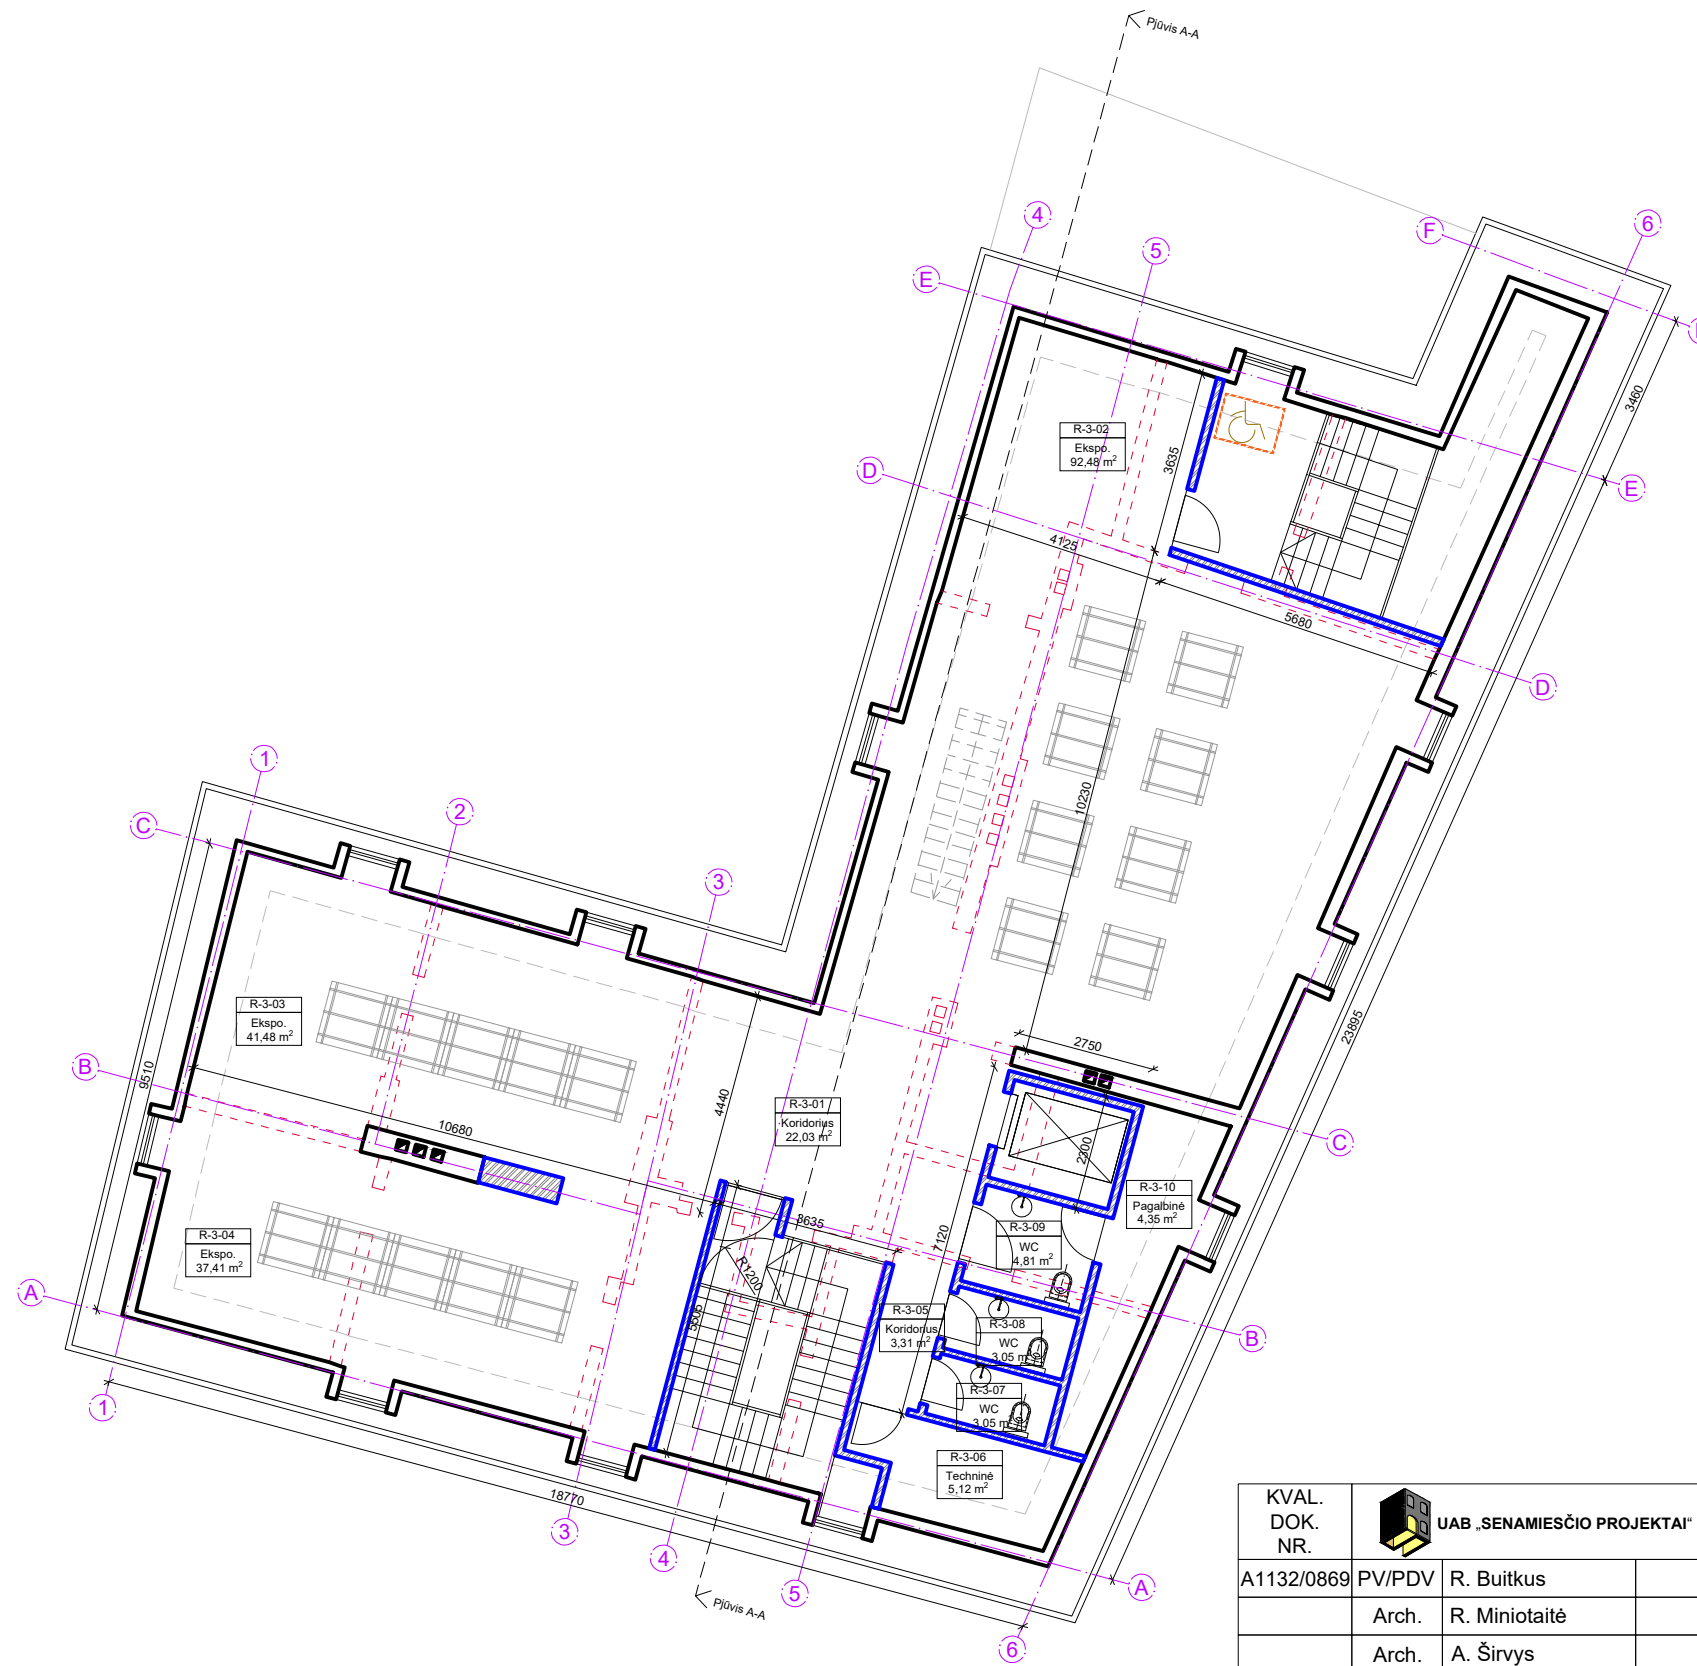 Pjūvis A-A
4
5
F
6
E
3460
R-3-02
Ekspo.
92,48 m²
3635
D
E
4125
5680
D
1
2
C
3
10230
23895
R-3-03
Ekspo.
41,48 m²
2750
B
9510
4440
R-3-01
Koridorius
22,03 m²
10680
2300
C
R-3-10
Pagalbinė
4,35 m²
R-3-04
Ekspo.
37,41 m²
3635
7120
R-3-09
WC
4,81 m²
R1200
A
5505
R-3-05
Koridorius
3,31 m²
R-3-08
WC
3,05 m²
B
R-3-07
WC
3,05 m²
1
R-3-06
Techninė
5,12 m²
18770
3
4
5
A
6
Pjūvis A-A
KVAL.
DOK.
NR.
UAB „SENAMIESČIO PROJEKTAI“
A1132/0869 PV/PDV R. Buitkus
Arch. R. Miniotaitė
Arch. A. Širvys